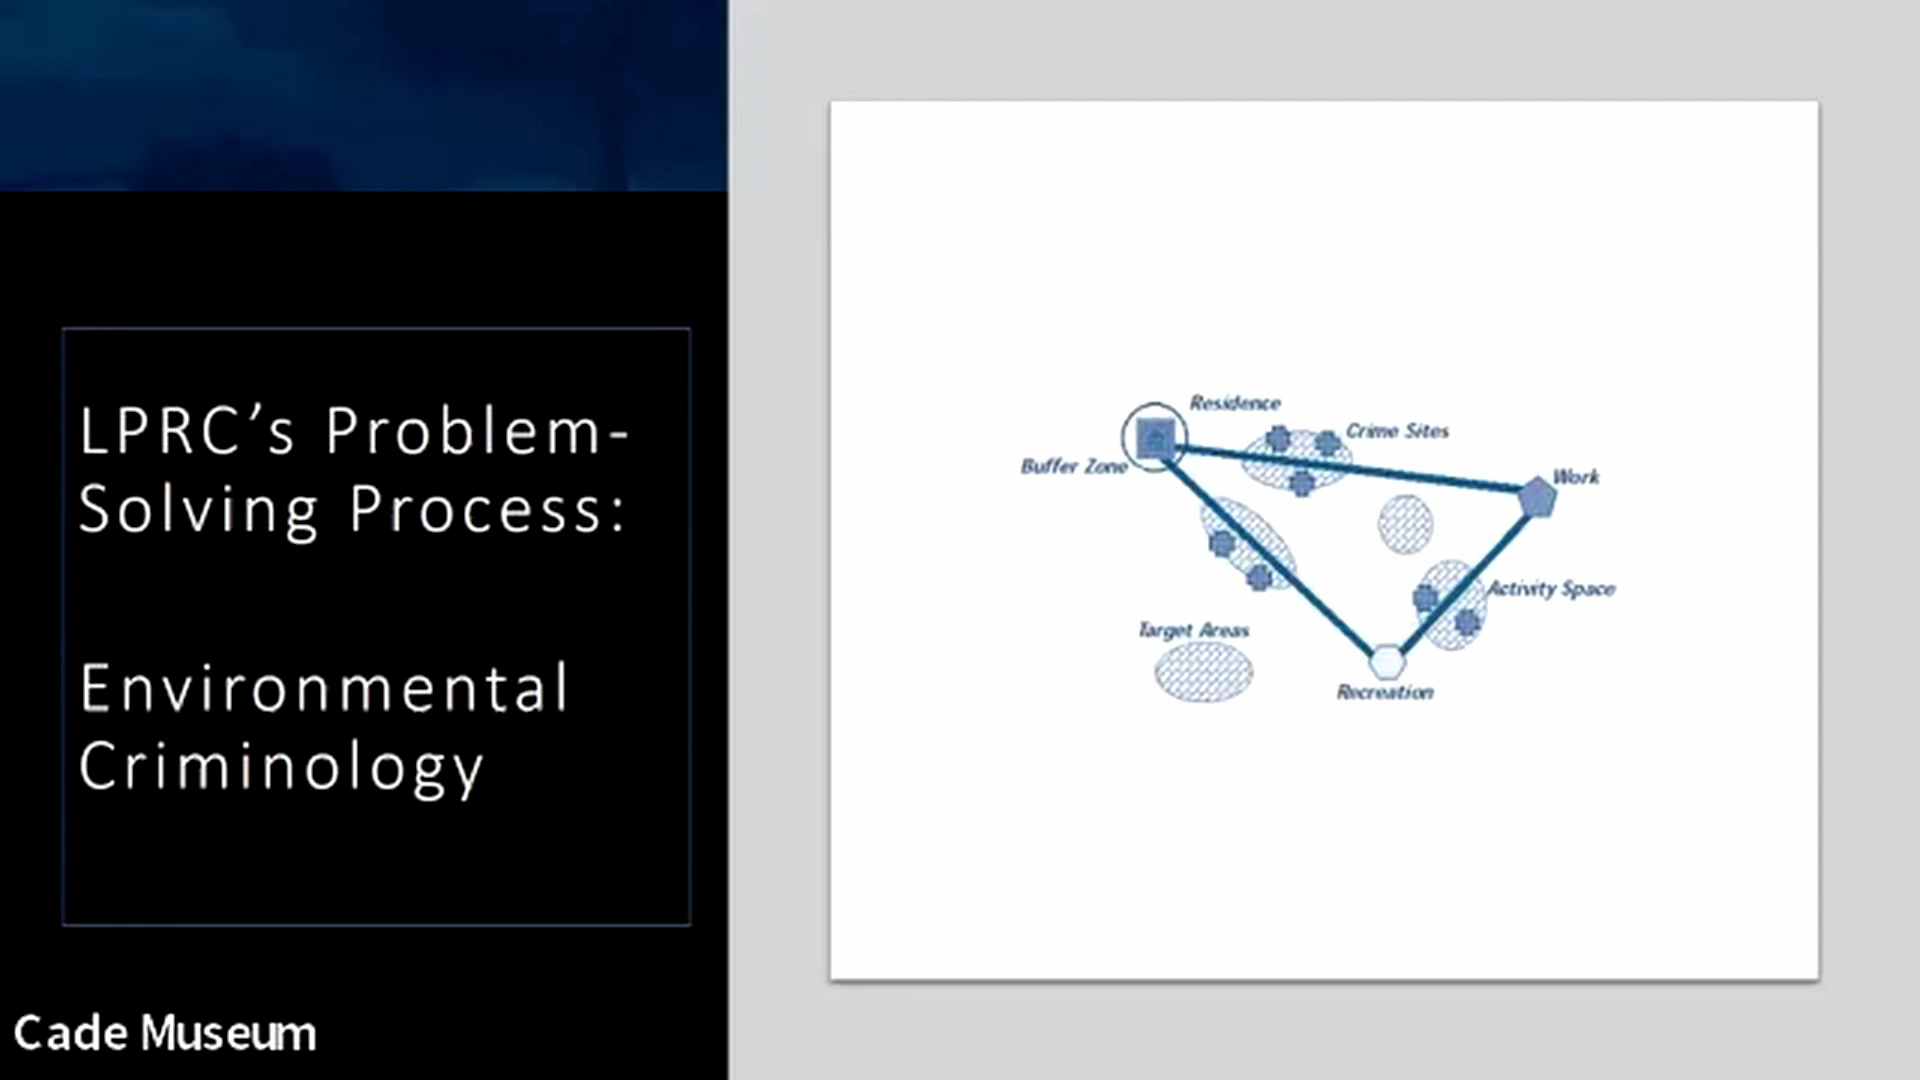 LPRC’s Problem-
Solving Process:
Environmental
Criminology
Cade Museum
Residence
Crime Sites
Buffer Zone
Work
Activity Space
Target Areas
Recreation